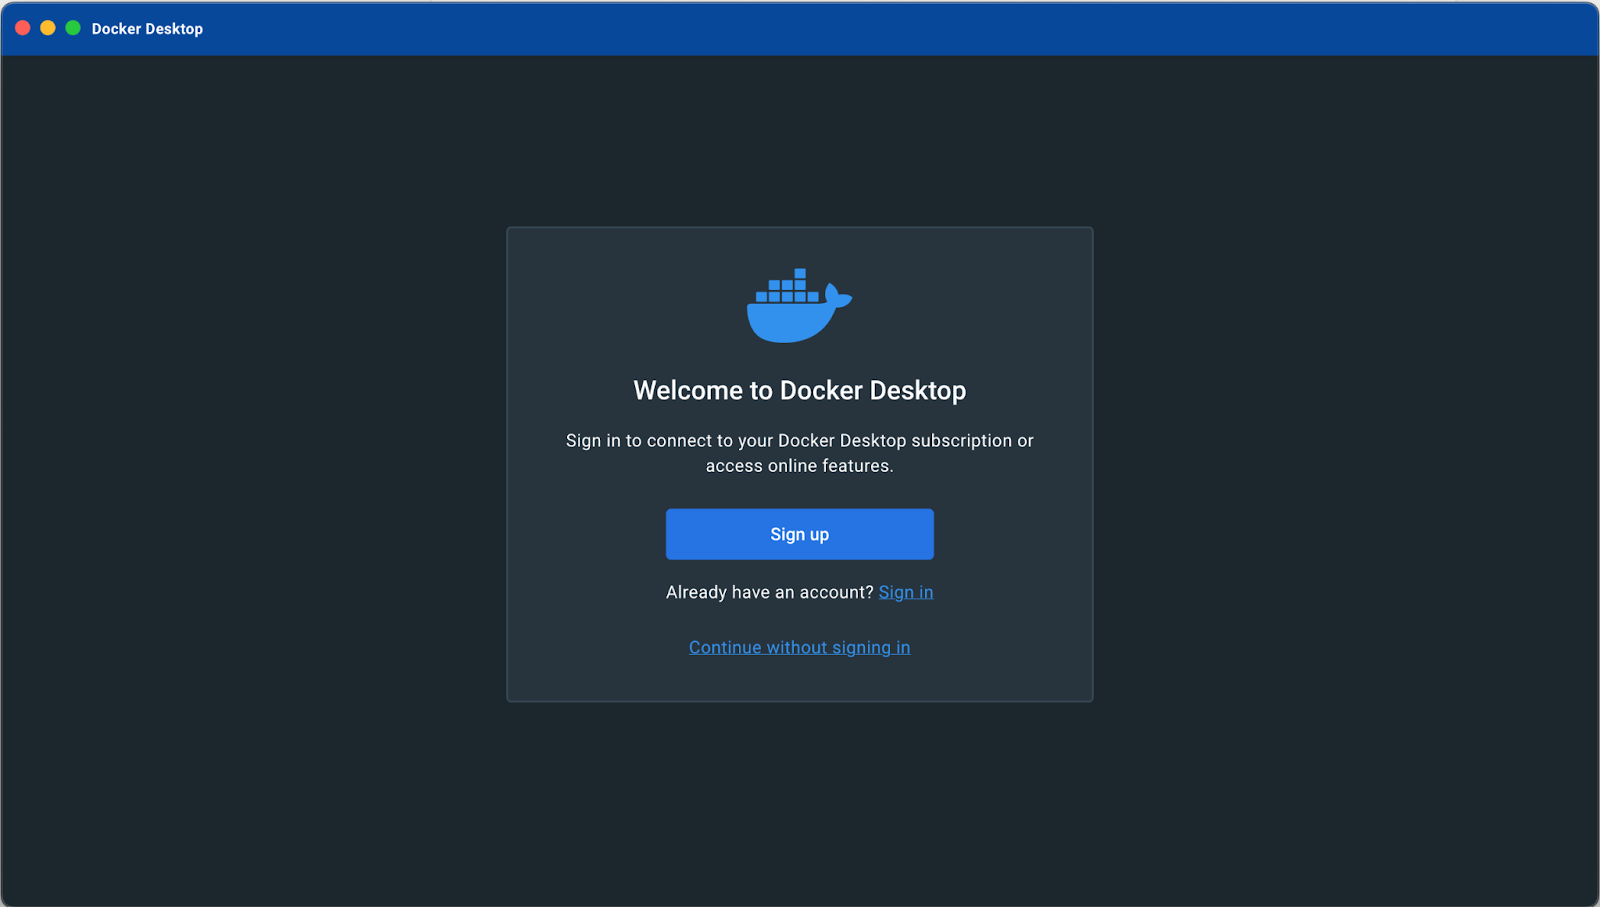 Docker Desktop
Welcome to Docker Desktop
Sign in to connect to your Docker Desktop subscription or
access online features.
Sign up
Already have an account? Sign in
Continue without signing in